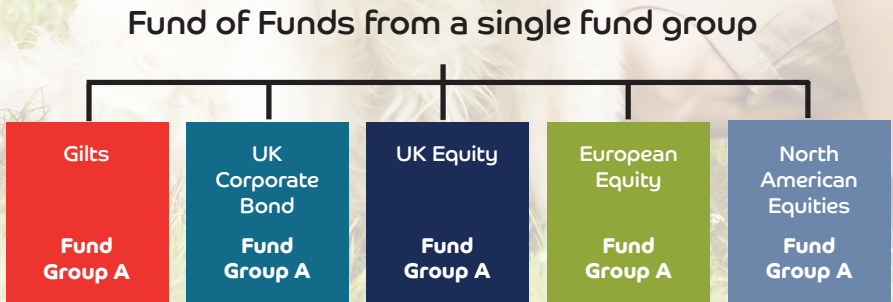 Fund of Funds from a single fund group
Gilts
Fund
Group A
UK
Corporate
Bond
Fund
Group A
UK Equity
Fund
Group A
European
Equity
Fund
Group A
North
American
Equities
Fund
Group A